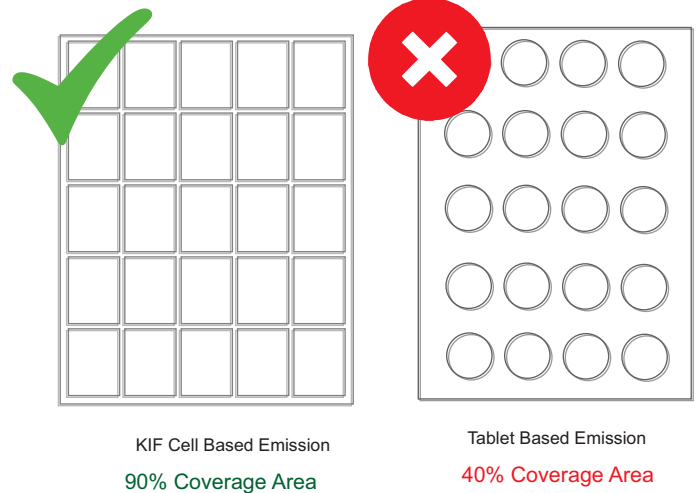 KIF Cell Based Emission
90% Coverage Area
Tablet Based Emission
40% Coverage Area